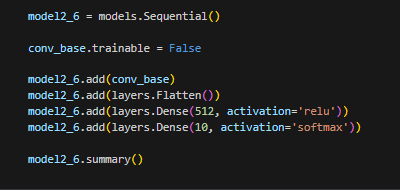 model2_6 = models.Sequential()
conv_base.trainable = False
model2_6.add(conv_base)
model2_6.add(layers.Flatten())
model2_6.add(layers.Dense(512, activation='relu'))
model2_6.add(layers.Dense(10, activation='softmax'))
model2_6.summary()